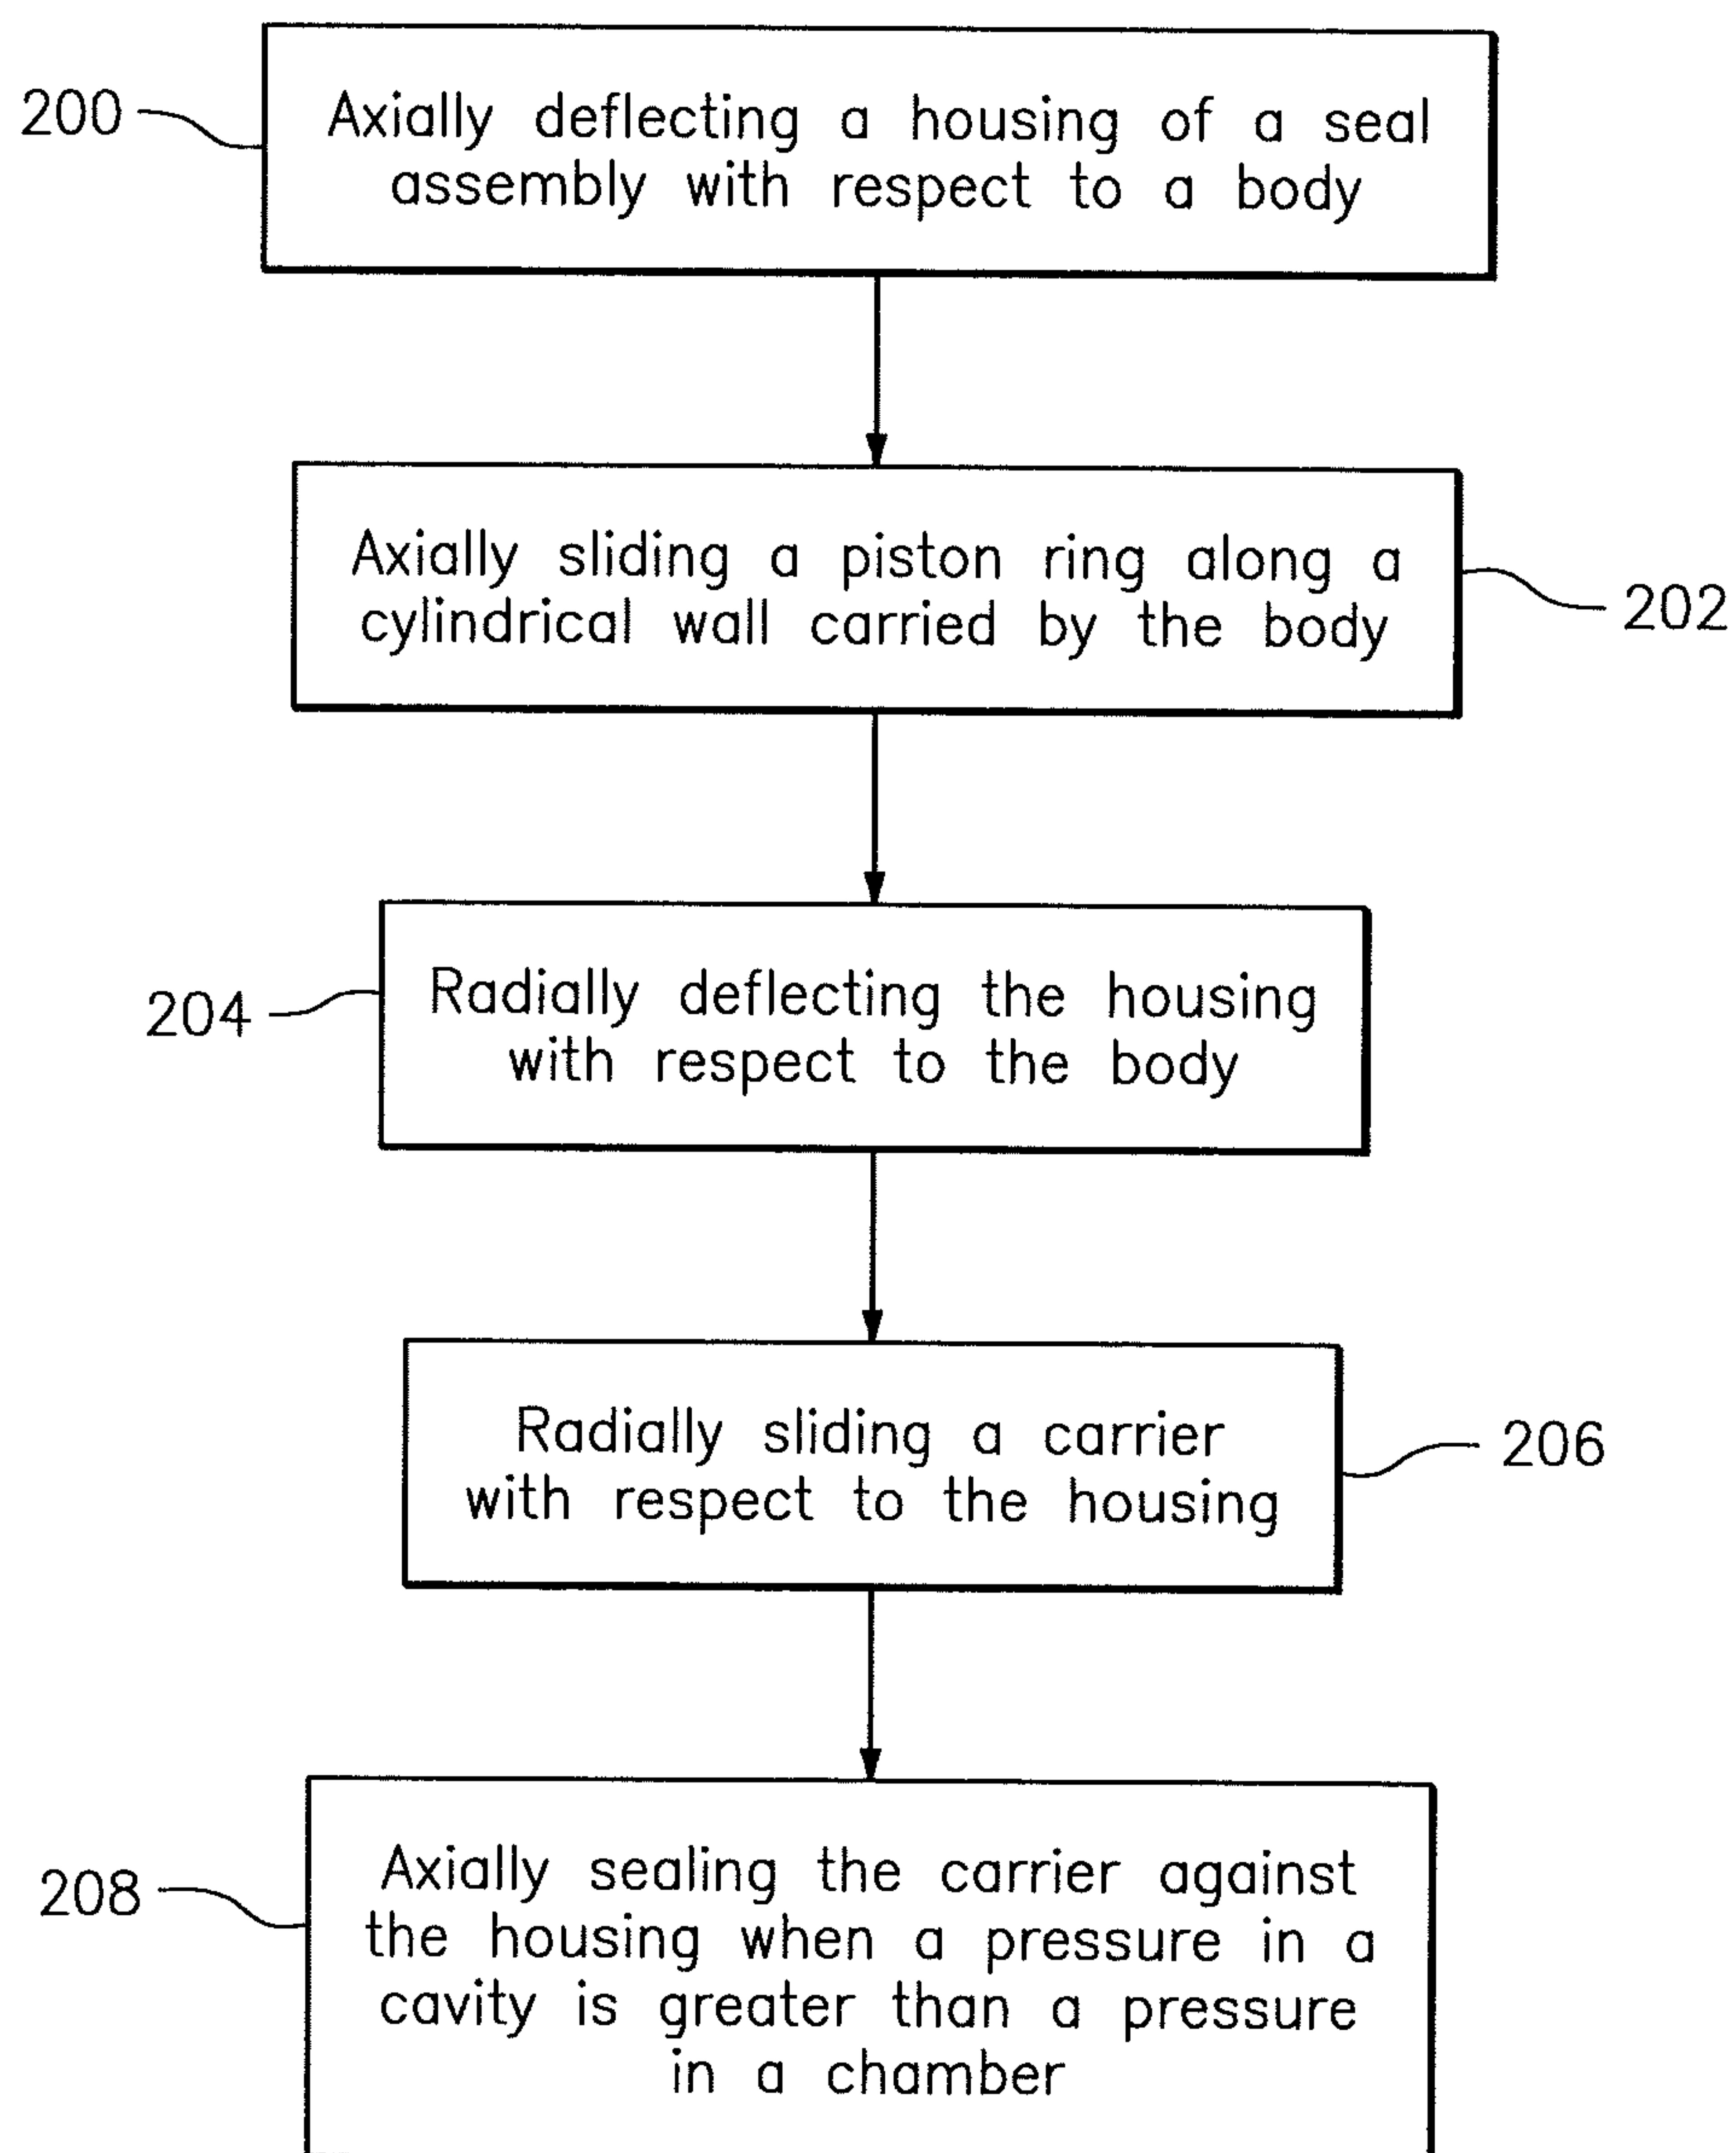 200
Axially deflecting a housing of a seal
assembly with respect to a body
Axially sliding a piston ring along a
cylindrical wall carried by the body
202
204
Radially deflecting the housing
with respect to the body
Radially sliding a carrier
with respect to the housing
206
208
Axially sealing the carrier against
the housing when a pressure in a
cavity is greater than a pressure
in a chamber